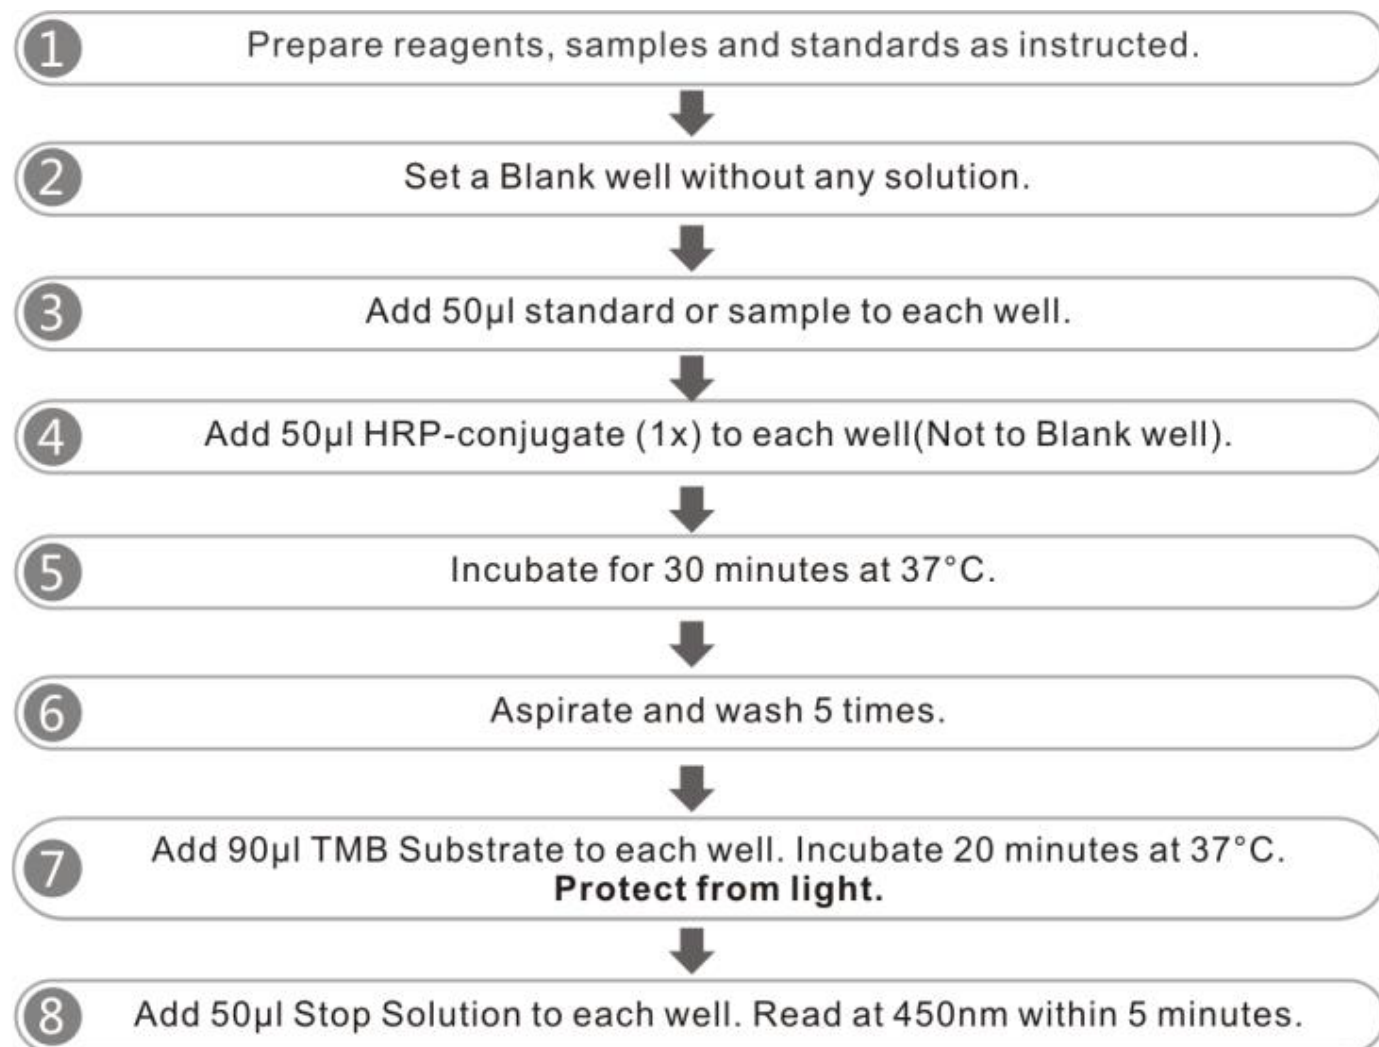 1 Prepare reagents, samples and standards as instructed.
2 Set a Blank well without any solution.
3 Add 50µl standard or sample to each well.
4 Add 50µl HRP-conjugate (1x) to each well(Not to Blank well).
5 Incubate for 30 minutes at 37°C.
6 Aspirate and wash 5 times.
7 Add 90µl TMB Substrate to each well. Incubate 20 minutes at 37°C.
Protect from light.
8 Add 50µl Stop Solution to each well. Read at 450nm within 5 minutes.